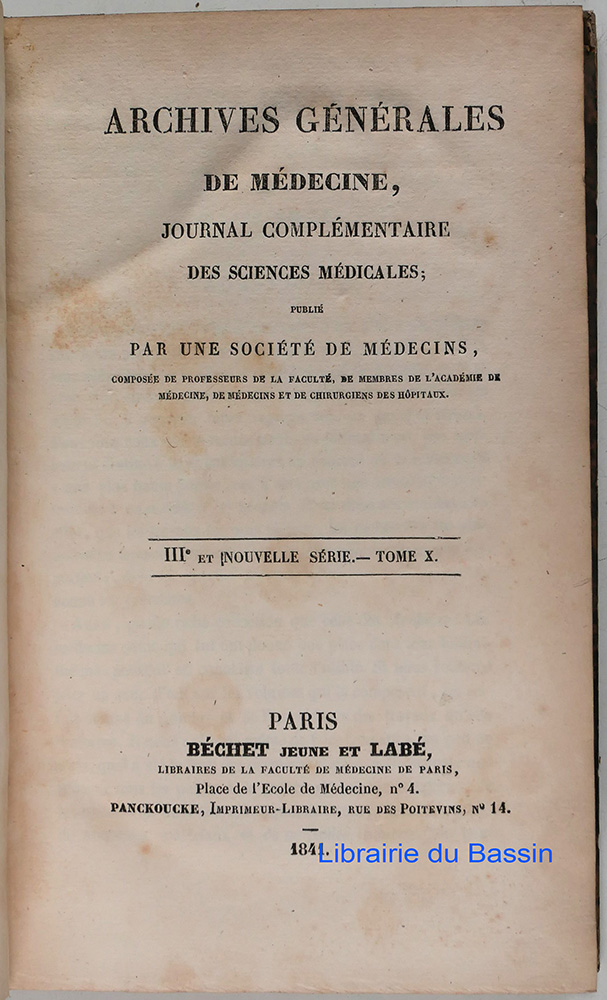 ARCHIVES GÉNÉRALES
DE MÉDECINE,
JOURNAL COMPLÉMENTAIRE
DES SCIENCES MÉDICALES;
PUBLIÉ
PAR UNE SOCIÉTÉ DE MÉDECINS,
COMPOSÉE DE PROFESSEURS DE LA FACULTÉ, DE MEMBRES DE L'ACADÉMIE DE
MÉDECINE, DE MÉDECINS ET DE CHIRURGIENS DES HÔPITAUX.
IIIe ET NOUVELLE SÉRIE.— TOME X.
PARIS
BÉCHET JEUNE ET LABÉ,
LIBRAIRES DE LA FACULTÉ DE MÉDECINE DE PARIS,
Place de l'Ecole de Médecine, n° 4.
PANCKOUCKE, IMPRIMEUR-LIBRAIRE, RUE DES POITEVINS, N° 14.
1841.
Librairie du Bassin